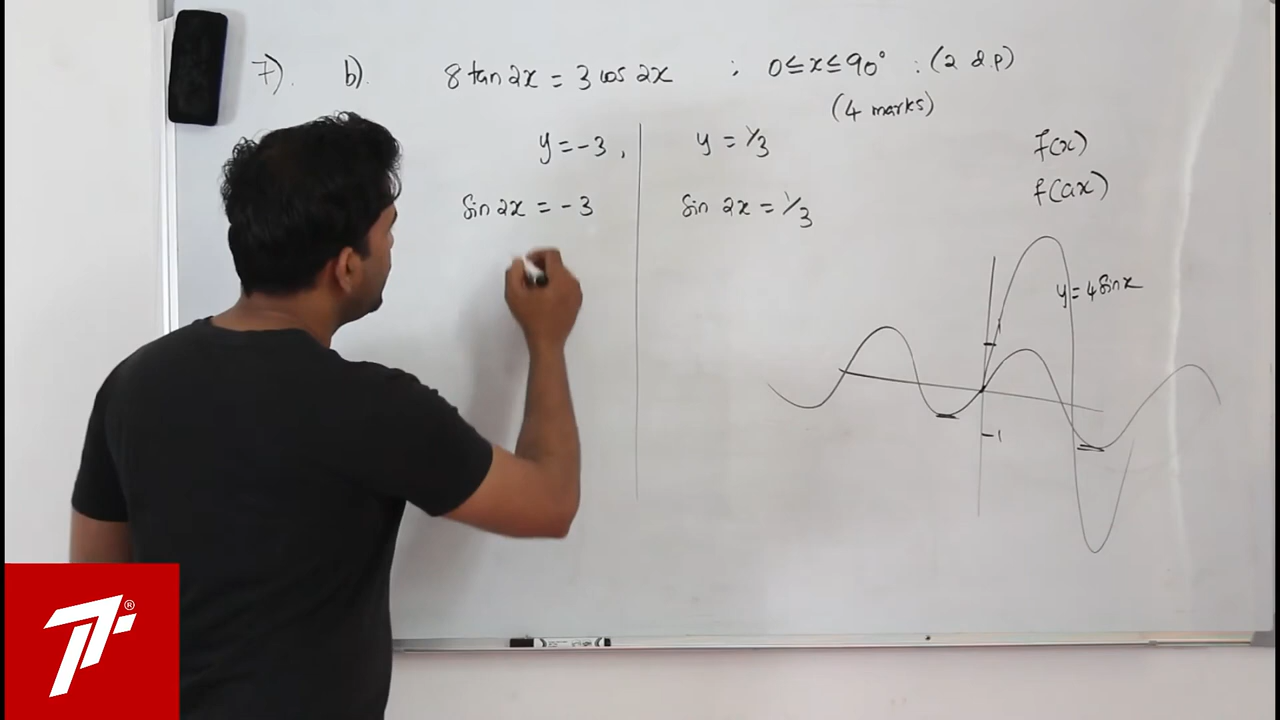 7). b). 8 tan 2x = 3 cos 2x ; 0 ≤ x ≤ 90° : (2 d.p)
(4 marks)
y = -3 , y = 1/3
f(x)
f(ax)
sin 2x = -3 sin 2x = 1/3
y = 4 sin x
-1
®